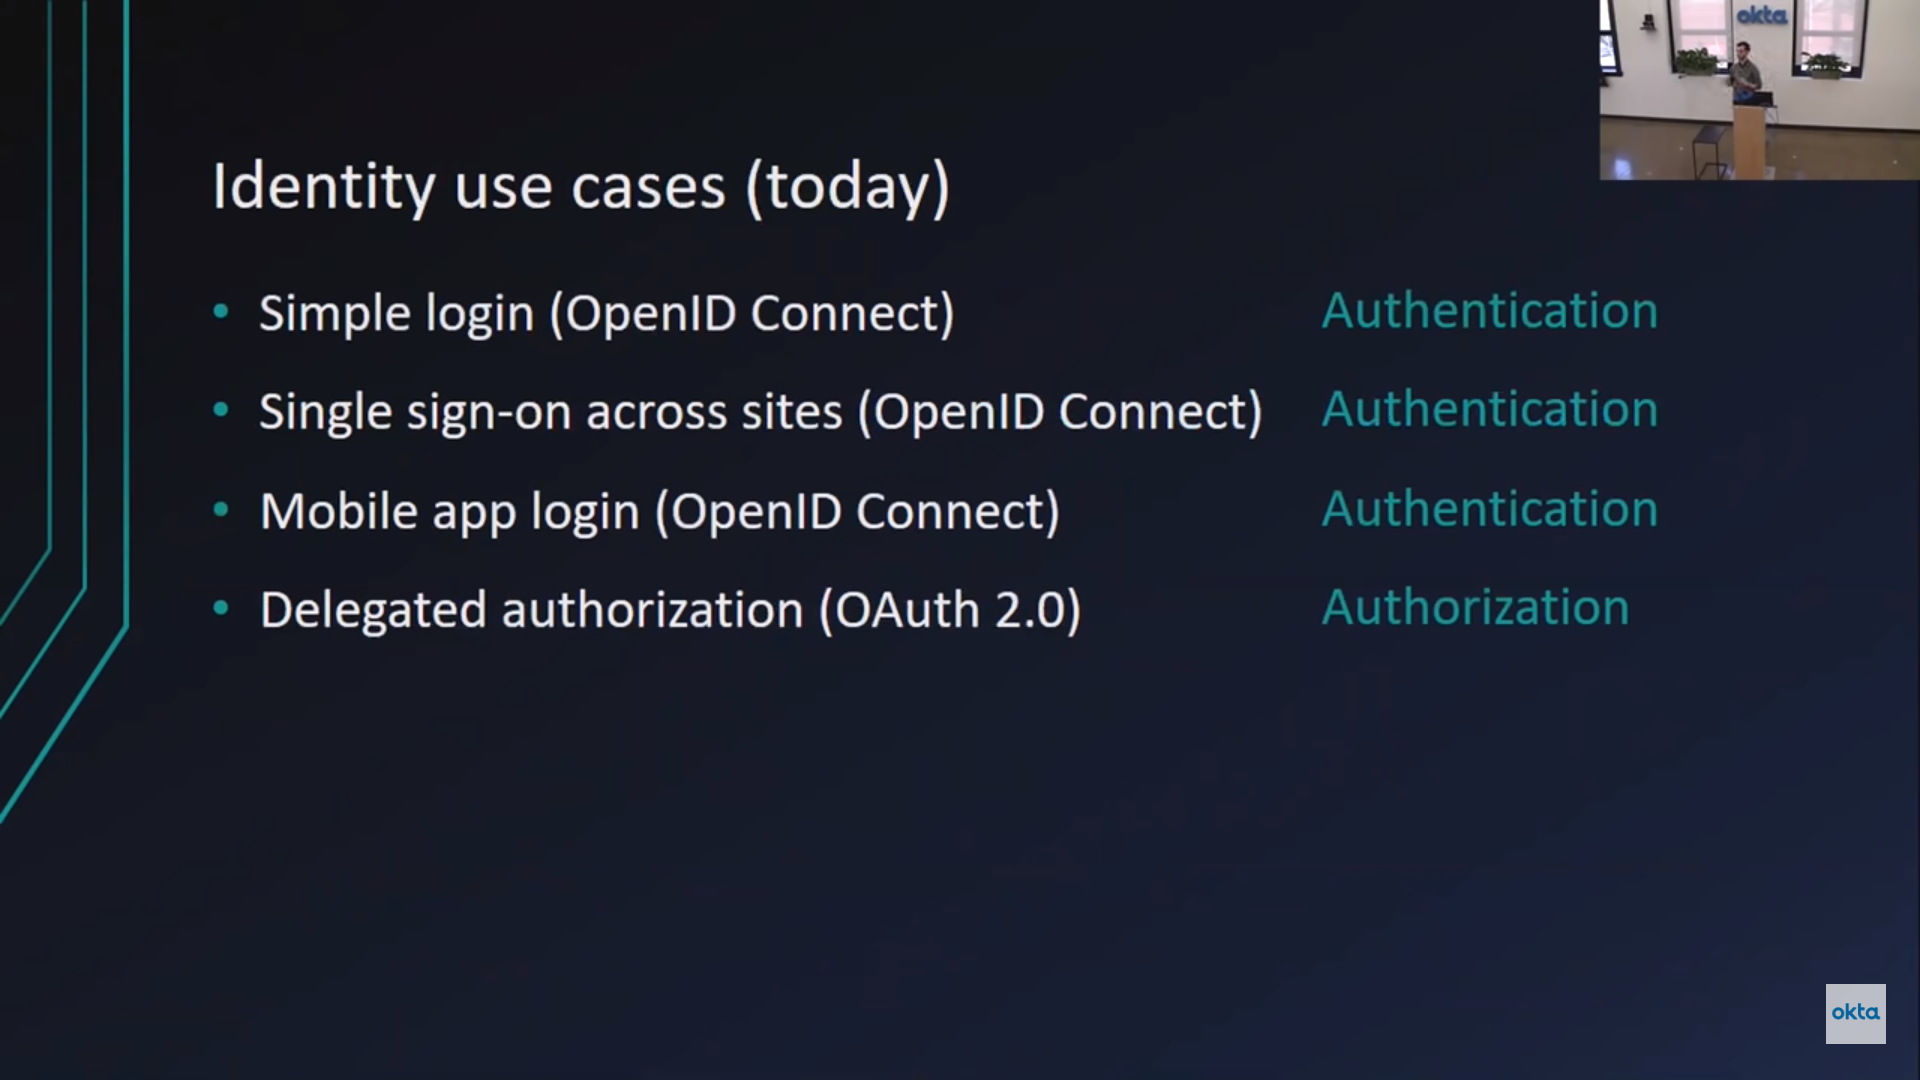 okta
Identity use cases (today)
• Simple login (OpenID Connect) Authentication
• Single sign-on across sites (OpenID Connect) Authentication
• Mobile app login (OpenID Connect) Authentication
• Delegated authorization (OAuth 2.0) Authorization
okta